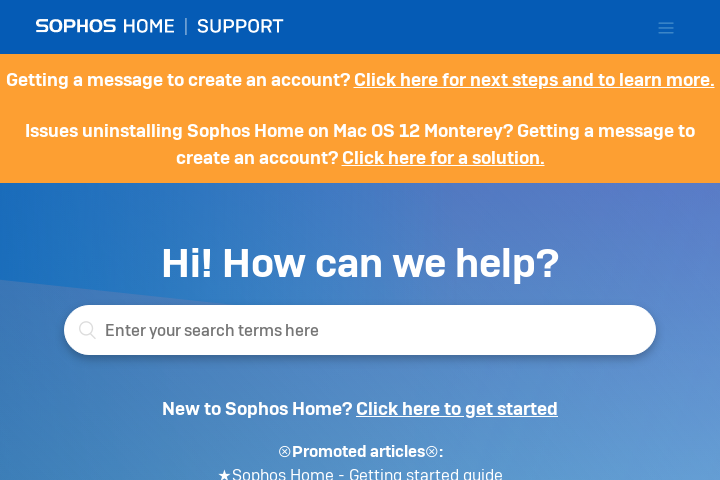 SOPHOS HOME | SUPPORT
Getting a message to create an account? Click here for next steps and to learn more.
Issues uninstalling Sophos Home on Mac OS 12 Monterey? Getting a message to
create an account? Click here for a solution.
Hi! How can we help?
Enter your search terms here
New to Sophos Home? Click here to get started
⊗Promoted articles⊗:
★Sophos Home - Getting started guide